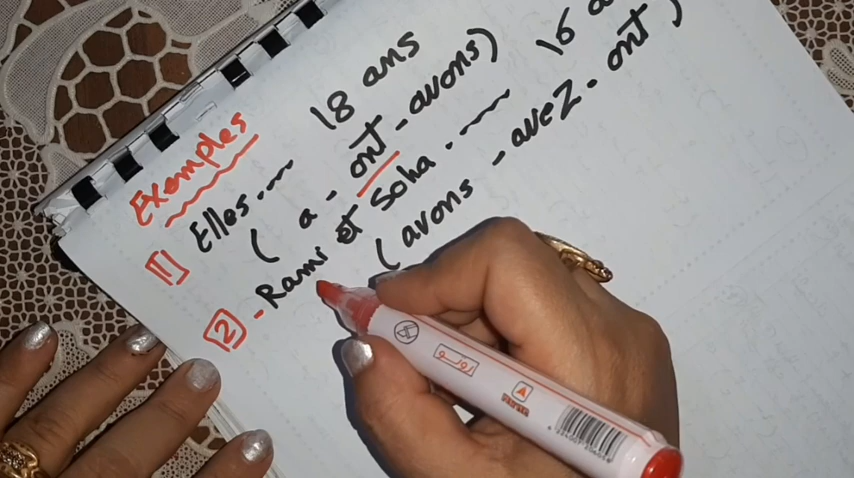 Exemples
1 Elles.... 18 ans
( a - ont - avons)
2 - Rami et Soha .... 16
( avons - avez - ont )
A